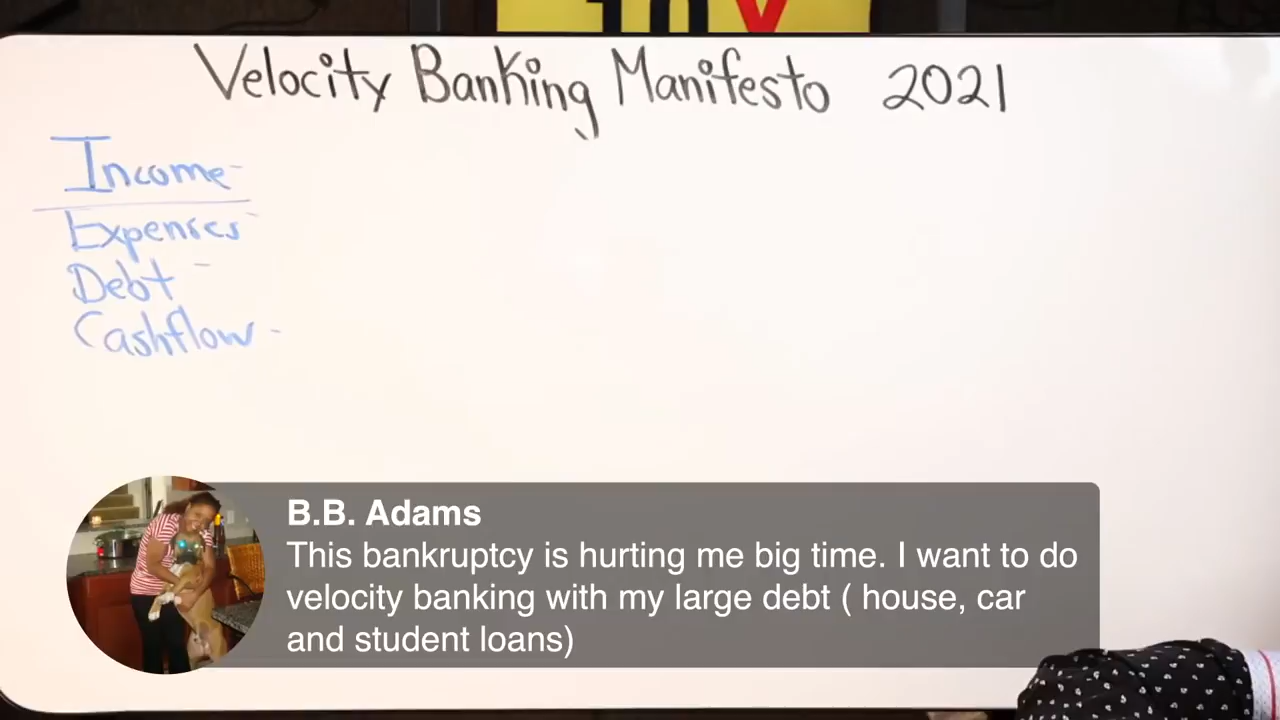 10X
Velocity Banking Manifesto 2021
Income -
Expenses -
Debt -
Cashflow -
B.B. Adams
This bankruptcy is hurting me big time. I want to do
velocity banking with my large debt ( house, car
and student loans)